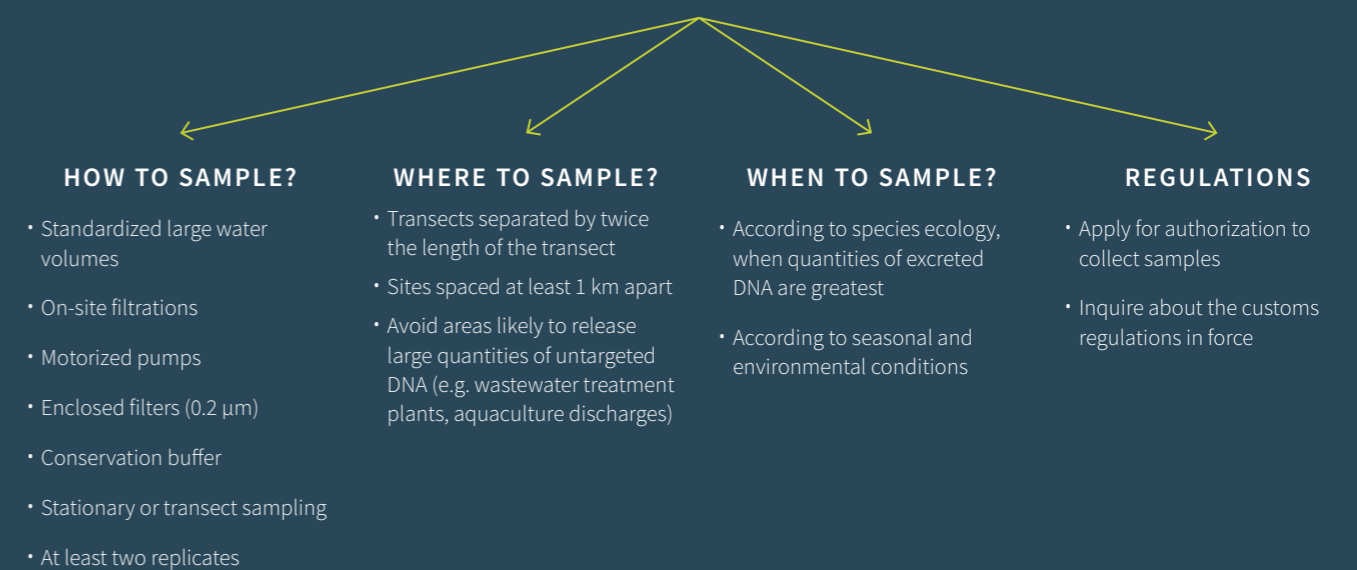 HOW TO SAMPLE?
• Standardized large water
volumes
• On-site filtrations
• Motorized pumps
• Enclosed filters (0.2 µm)
• Conservation buffer
• Stationary or transect sampling
• At least two replicates
WHERE TO SAMPLE?
• Transects separated by twice
the length of the transect
• Sites spaced at least 1 km apart
• Avoid areas likely to release
large quantities of untargeted
DNA (e.g. wastewater treatment
plants, aquaculture discharges)
WHEN TO SAMPLE?
• According to species ecology,
when quantities of excreted
DNA are greatest
• According to seasonal and
environmental conditions
REGULATIONS
• Apply for authorization to
collect samples
• Inquire about the customs
regulations in force